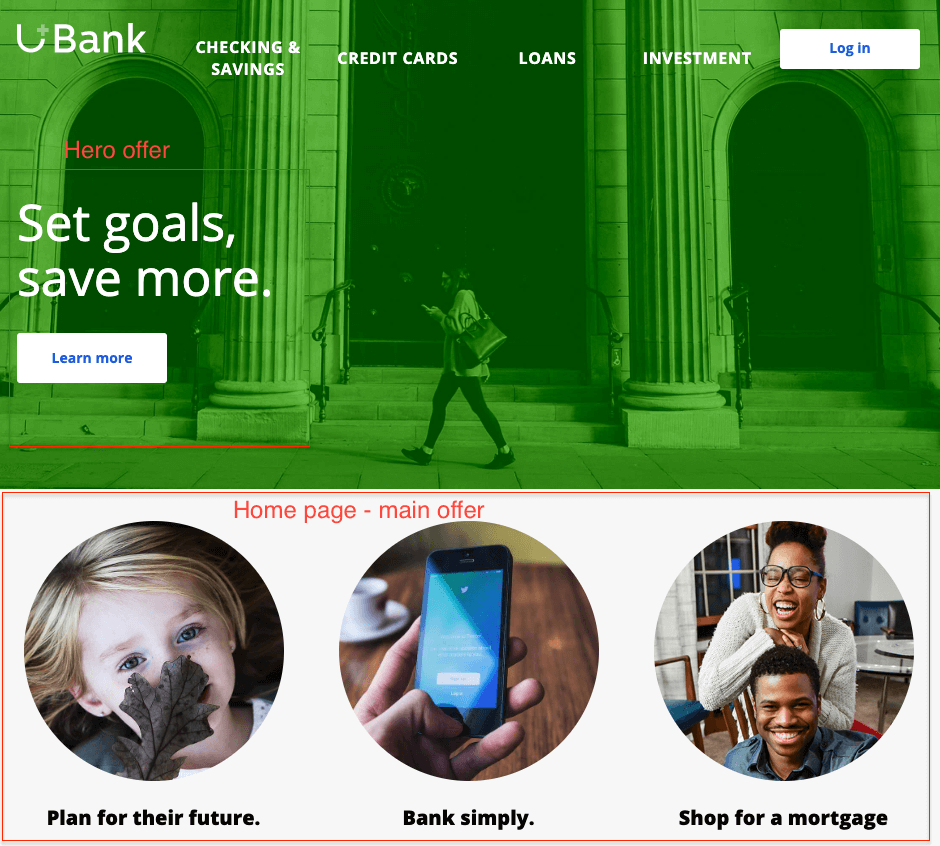 UBank
CHECKING &
SAVINGS
CREDIT CARDS
LOANS
INVESTMENT
Log in
Hero offer
Set goals,
save more.
Learn more
Home page - main offer
Plan for their future.
Bank simply.
Shop for a mortgage